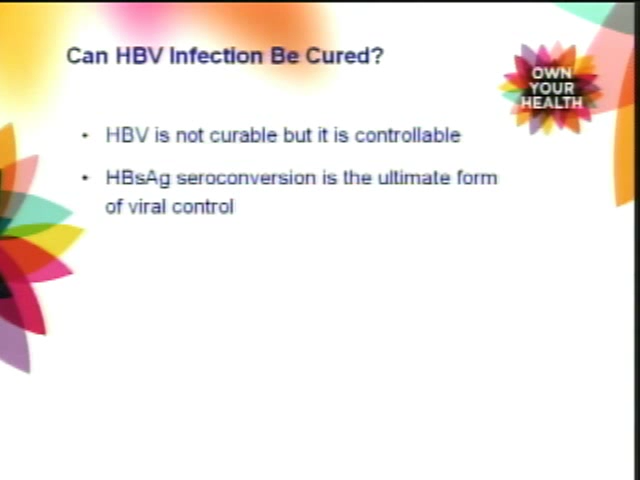 Can HBV Infection Be Cured?
OWN
YOUR
HEALTH
• HBV is not curable but it is controllable
• HBsAg seroconversion is the ultimate form
of viral control